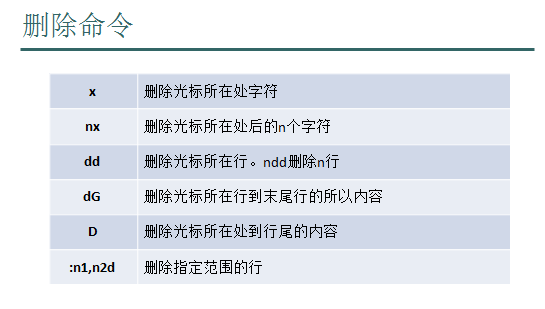 删除命令
x 删除光标所在处字符
nx 删除光标所在处后的n个字符
dd 删除光标所在行。ndd删除n行
dG 删除光标所在行到末尾行的所以内容
D 删除光标所在处到行尾的内容
:n1,n2d 删除指定范围的行